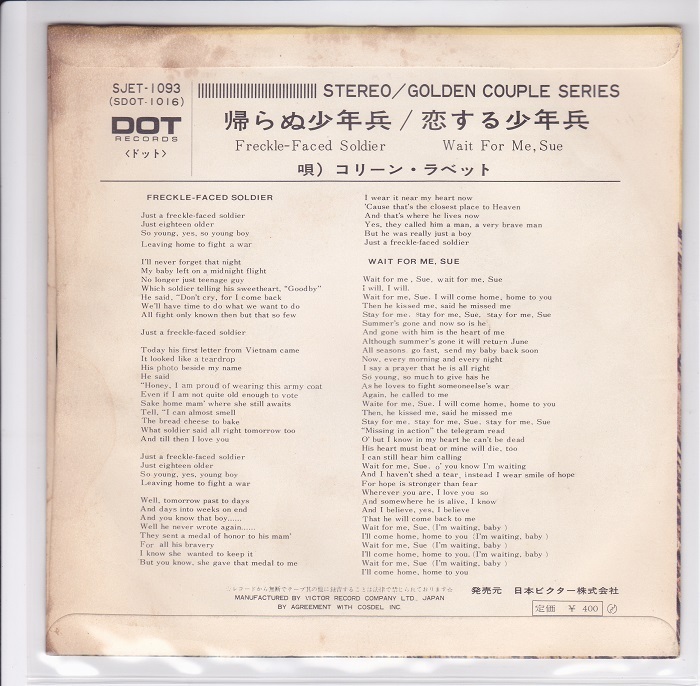 SJET-1093
(SDOT-1016)
DOT
RECORDS
〈ドット〉
STEREO/GOLDEN COUPLE SERIES
帰らぬ少年兵/恋する少年兵
Freckle-Faced Soldier Wait For Me, Sue
唄) コリーン・ラベット
FRECKLE-FACED SOLDIER
Just a freckle-faced soldier
Just eighteen older
So young, yes, so young boy
Leaving home to fight a war
I'll never forget that night
My baby left on a midnight flight
No longer just teenage guy
Which soldier telling his sweetheart, "Goodby"
He said, "Don't cry, for I come back
We'll have time to do what we want to do
All fight only known then but that so few
Just a freckle-faced soldier
Today his first letter from Vietnam came
It looked like a teardrop
His photo beside my name
He said
"Honey, I am proud of wearing this army coat
Even if I am not quite old enough to vote
Sake home mam' where she still awaits
Tell, "I can almost smell
The bread cheese to bake
What soldier said all right tomorrow too
And till then I love you
Just a freckle-faced soldier
Just eighteen older
So young, yes, young boy
Leaving home to fight a war
Well, tomorrow past to days
And days into weeks on end
And you know that boy......
Well he never wrote again......
They sent a medal of honor to his mam'
For all his bravery
I know she wanted to keep it
But you know, she gave that medal to me
I wear it near my heart now
'Cause that's the closest place to Heaven
And that's where he lives now
Yes, they called him a man, a very brave man
But he was really just a boy
Just a freckle-faced soldier
WAIT FOR ME, SUE
Wait for me, Sue, wait for me, Sue
I will, I will.
Wait for me, Sue. I will come home, home to you
Then he kissed me, said he missed me
Stay for me, stay for me, Sue, stay for me, Sue
Summer's gone and now so is he
And gone with him is the heart of me
Although summer's gone it will return June
All seasons go fast, send my baby back soon
Now, every morning and every night
I say a prayer that he is all right
So young, so much to give has he
As he loves to fight someoneelse's war
Again, he called to me
Waite for me, Sue. I will come home, home to you
Then, he kissed me, said he missed me
Stay for me, stay for me, Sue, stay for me, Sue
"Missing in action" the telegram read
O' but I know in my heart he can't be dead
His heart must beat or mine will die, too
I can still hear him calling
Wait for me, Sue, o' you know I'm waiting
And I haven't shed a tear, instead I wear smile of hope
For hope is stronger than fear
Wherever you are, I love you so
And somewhere he is alive, I know
And I believe, yes, I believe
That he will come back to me
Wait for me, Sue, (I'm waiting, baby)
I'll come home, home to you (I'm waiting, baby)
Wait for me, Sue (I'm waiting, baby)
I'll come home, home to you, (I'm waiting, baby)
Wait for me, Sue (I'm waiting, baby)
I'll come home, home to you
MANUFACTURED BY VICTOR RECORD COMPANY LTD., JAPAN
BY AGREEMENT WITH COSDEL INC.
発売元 日本ビクター株式会社
定価 ¥400 Ⓟ